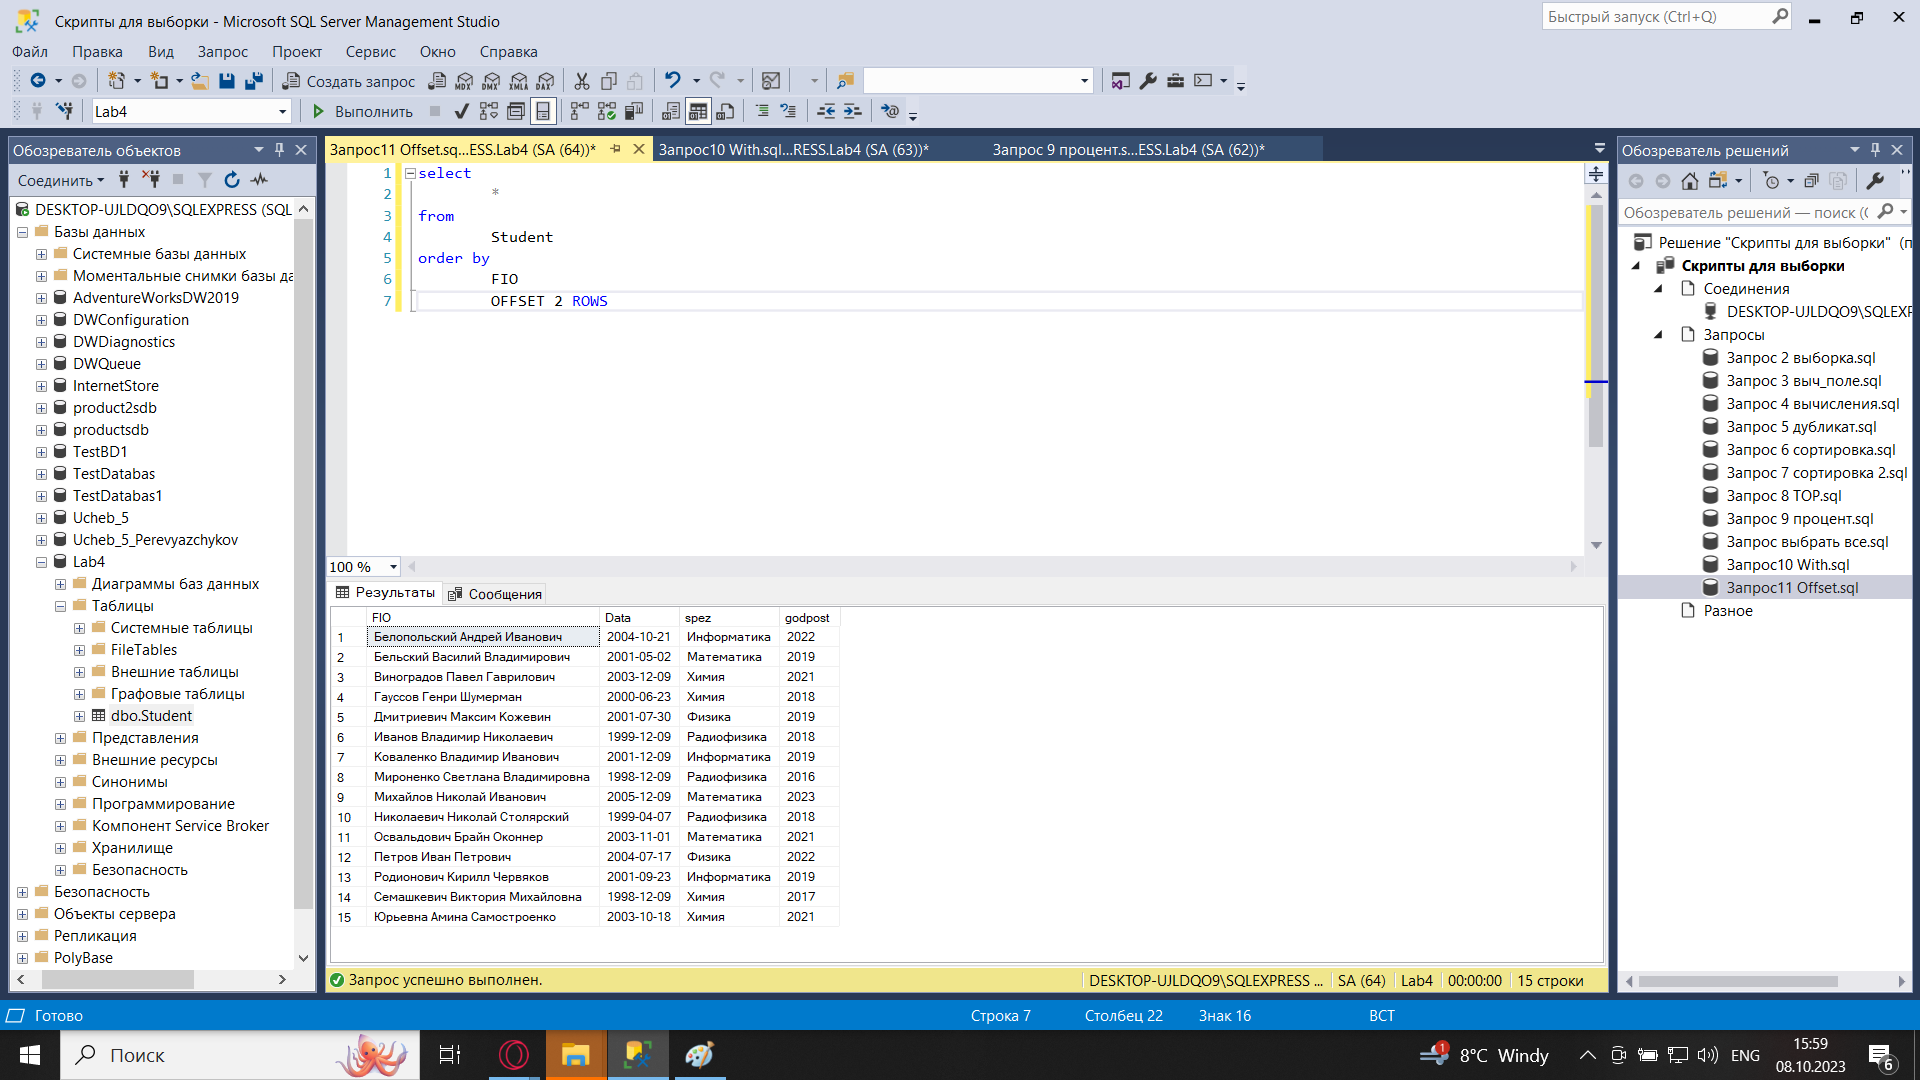 Скрипты для выборки - Microsoft SQL Server Management Studio
Быстрый запуск (Ctrl+Q)
Файл Правка Вид Запрос Проект Сервис Окно Справка
Создать запрос MDX DMX XMLA DAX
Lab4 Выполнить
Обозреватель объектов
Соединить
DESKTOP-UJLDQO9\SQLEXPRESS (SQL
Базы данных
Системные базы данных
Моментальные снимки базы да
AdventureWorksDW2019
DWConfiguration
DWDiagnostics
DWQueue
InternetStore
product2sdb
productsdb
TestBD1
TestDatabas
TestDatabas1
Ucheb_5
Ucheb_5_Perevyazchykov
Lab4
Диаграммы баз данных
Таблицы
Системные таблицы
FileTables
Внешние таблицы
Графовые таблицы
dbo.Student
Представления
Внешние ресурсы
Синонимы
Программирование
Компонент Service Broker
Хранилище
Безопасность
Безопасность
Объекты сервера
Репликация
PolyBase
Запрос11 Offset.sq...ESS.Lab4 (SA (64))* Запрос10 With.sql...RESS.Lab4 (SA (63))* Запрос 9 процент.s...ESS.Lab4 (SA (62))*
1 select
2 *
3 from
4 Student
5 order by
6 FIO
7 OFFSET 2 ROWS
100 %
Результаты Сообщения
FIO Data spez godpost
1 Белопольский Андрей Иванович 2004-10-21 Информатика 2022
2 Бельский Василий Владимирович 2001-05-02 Математика 2019
3 Виноградов Павел Гаврилович 2003-12-09 Химия 2021
4 Гауссов Генри Шумерман 2000-06-23 Химия 2018
5 Дмитриевич Максим Кожевин 2001-07-30 Физика 2019
6 Иванов Владимир Николаевич 1999-12-09 Радиофизика 2018
7 Коваленко Владимир Иванович 2001-12-09 Информатика 2019
8 Мироненко Светлана Владимировна 1998-12-09 Радиофизика 2016
9 Михайлов Николай Иванович 2005-12-09 Математика 2023
10 Николаевич Николай Столярский 1999-04-07 Радиофизика 2018
11 Освальдович Брайн Оконнер 2003-11-01 Математика 2021
12 Петров Иван Петрович 2004-07-17 Физика 2022
13 Родионович Кирилл Червяков 2001-09-23 Информатика 2019
14 Семашкевич Виктория Михайловна 1998-12-09 Химия 2017
15 Юрьевна Амина Самостроенко 2003-10-18 Химия 2021
Запрос успешно выполнен. DESKTOP-UJLDQO9\SQLEXPRESS ... SA (64) Lab4 00:00:00 15 строки
Обозреватель решений
Обозреватель решений — поиск (
Решение "Скрипты для выборки" (п
Скрипты для выборки
Соединения
DESKTOP-UJLDQO9\SQLEXP
Запросы
Запрос 2 выборка.sql
Запрос 3 выч_поле.sql
Запрос 4 вычисления.sql
Запрос 5 дубликат.sql
Запрос 6 сортировка.sql
Запрос 7 сортировка 2.sql
Запрос 8 TOP.sql
Запрос 9 процент.sql
Запрос выбрать все.sql
Запрос10 With.sql
Запрос11 Offset.sql
Разное
Готово Строка 7 Столбец 22 Знак 16 ВСТ
Поиск
1 8°C Windy ENG 15:59
08.10.2023 6